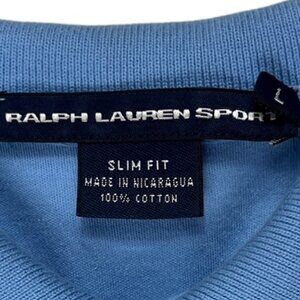 RALPH LAUREN SPORT
L
SLIM FIT
MADE IN NICARAGUA
100% COTTON